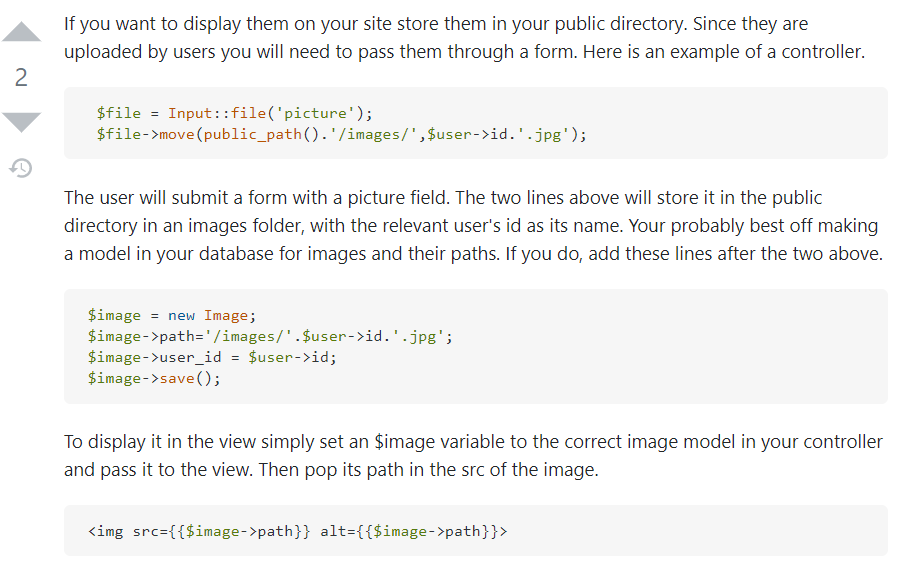 If you want to display them on your site store them in your public directory. Since they are
uploaded by users you will need to pass them through a form. Here is an example of a controller.
2
$file = Input::file('picture');
$file->move(public_path().'/images/',$user->id.'.jpg');
The user will submit a form with a picture field. The two lines above will store it in the public
directory in an images folder, with the relevant user's id as its name. Your probably best off making
a model in your database for images and their paths. If you do, add these lines after the two above.
$image = new Image;
$image->path='/images/'.$user->id.'.jpg';
$image->user_id = $user->id;
$image->save();
To display it in the view simply set an $image variable to the correct image model in your controller
and pass it to the view. Then pop its path in the src of the image.
<img src={{$image->path}} alt={{$image->path}}>